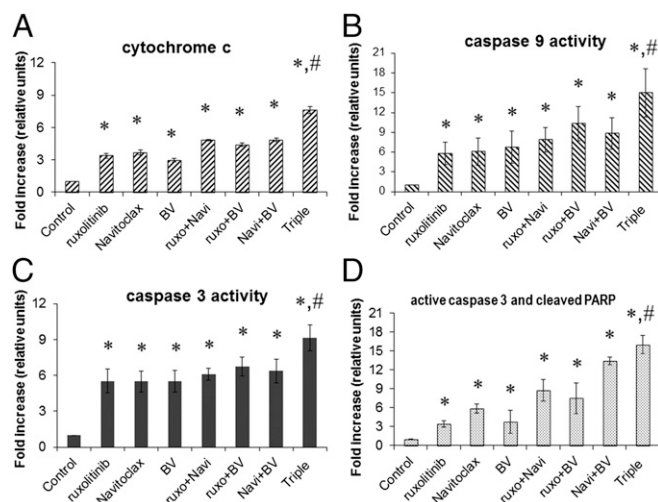 A
cytochrome c
Fold Increase (relative units)
12
9
6
3
0
*
*
*
*
*
*
*,#
Control
ruxolitinib
Navitoclax
BV
ruxo+Navi
ruxo+BV
Navi+BV
Triple
B
caspase 9 activity
Fold Increase (relative units)
21
18
15
12
9
6
3
0
*
*
*
*
*
*
*,#
Control
ruxolitinib
Navitoclax
BV
ruxo+Navi
ruxo+BV
Navi+BV
Triple
C
caspase 3 activity
Fold Increase (relative units)
12
9
6
3
0
*
*
*
*
*
*
*,#
Control
ruxolitinib
Navitoclax
BV
ruxo+Navi
ruxo+BV
Navi+BV
Triple
D
active caspase 3 and cleaved PARP
Fold Increase (relative units)
21
18
15
12
9
6
3
0
*
*
*
*
*
*
*,#
Control
ruxolitinib
Navitoclax
BV
ruxo+Navi
ruxo+BV
Navi+BV
Triple